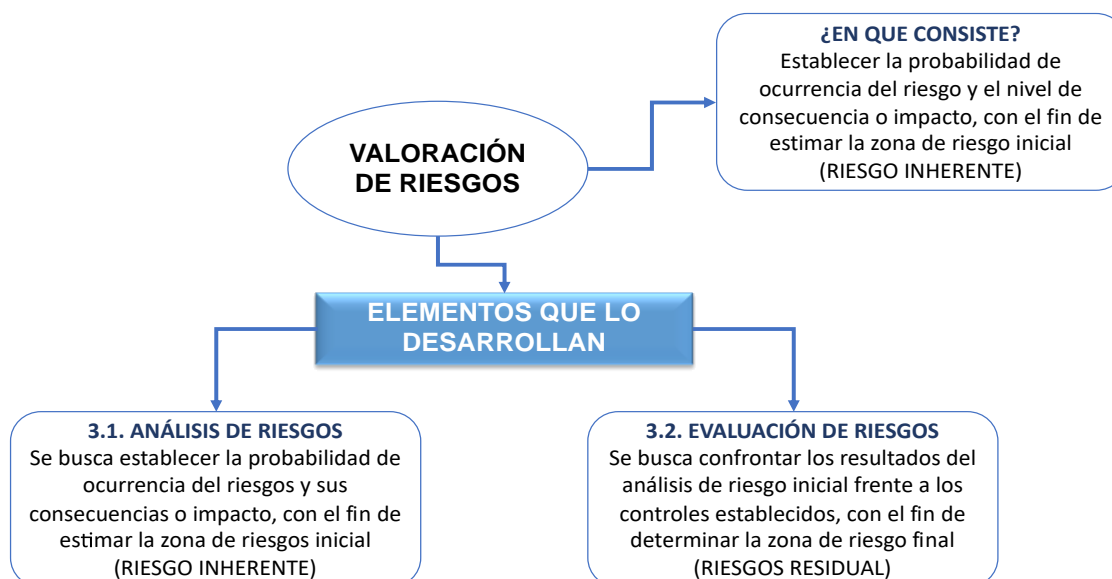 ¿EN QUE CONSISTE?
Establecer la probabilidad de
ocurrencia del riesgo y el nivel de
consecuencia o impacto, con el fin de
estimar la zona de riesgo inicial
(RIESGO INHERENTE)
VALORACIÓN
DE RIESGOS
ELEMENTOS QUE LO
DESARROLLAN
3.1. ANÁLISIS DE RIESGOS
Se busca establecer la probabilidad de
ocurrencia del riesgos y sus
consecuencias o impacto, con el fin de
estimar la zona de riesgos inicial
(RIESGO INHERENTE)
3.2. EVALUACIÓN DE RIESGOS
Se busca confrontar los resultados del
análisis de riesgo inicial frente a los
controles establecidos, con el fin de
determinar la zona de riesgo final
(RIESGOS RESIDUAL)